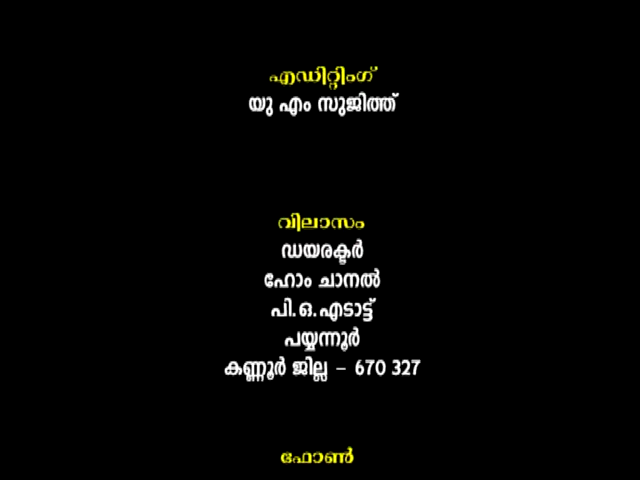 എഡിറ്റിംഗ്
യു എം സുജിത്ത്
വിലാസം
ഡയരക്ടർ
ഹോം ചാനൽ
പി.ഒ.എടാട്ട്
പയ്യന്നൂർ
കണ്ണൂർ ജില്ല – 670 327
ഫോൺ